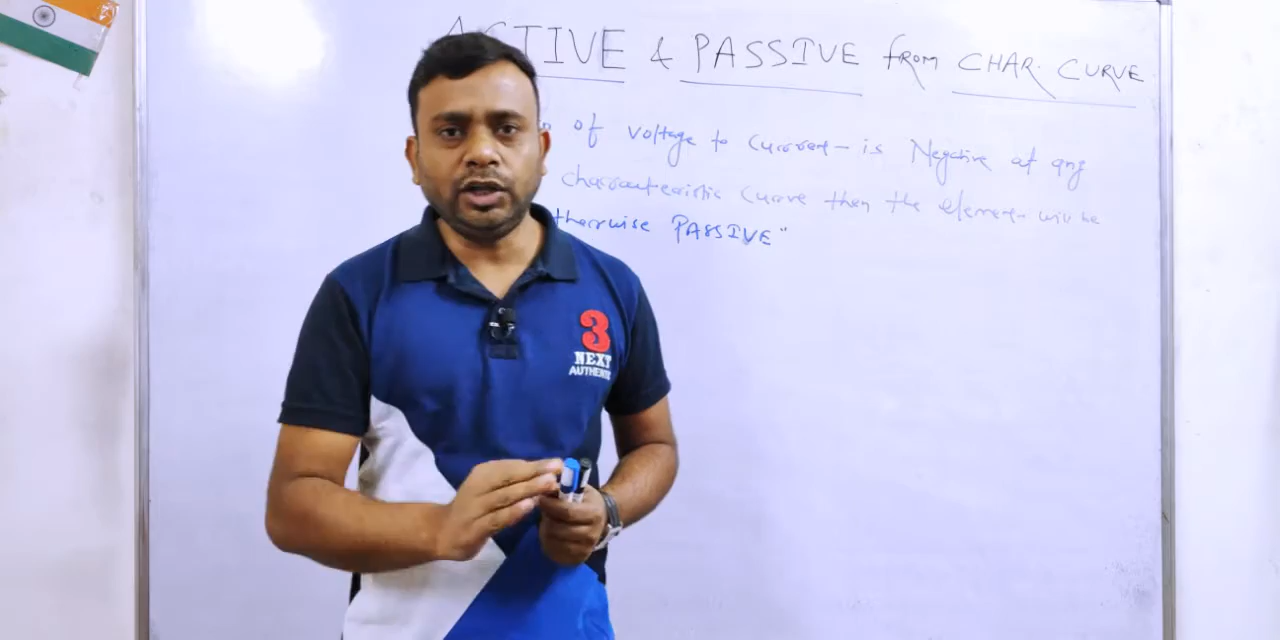 ACTIVE & PASSIVE from CHAR. CURVE
of voltage to current is Negative at any
characteristic curve then the element will be
therwise PASSIVE"
3
NEXT
AUTHENTI